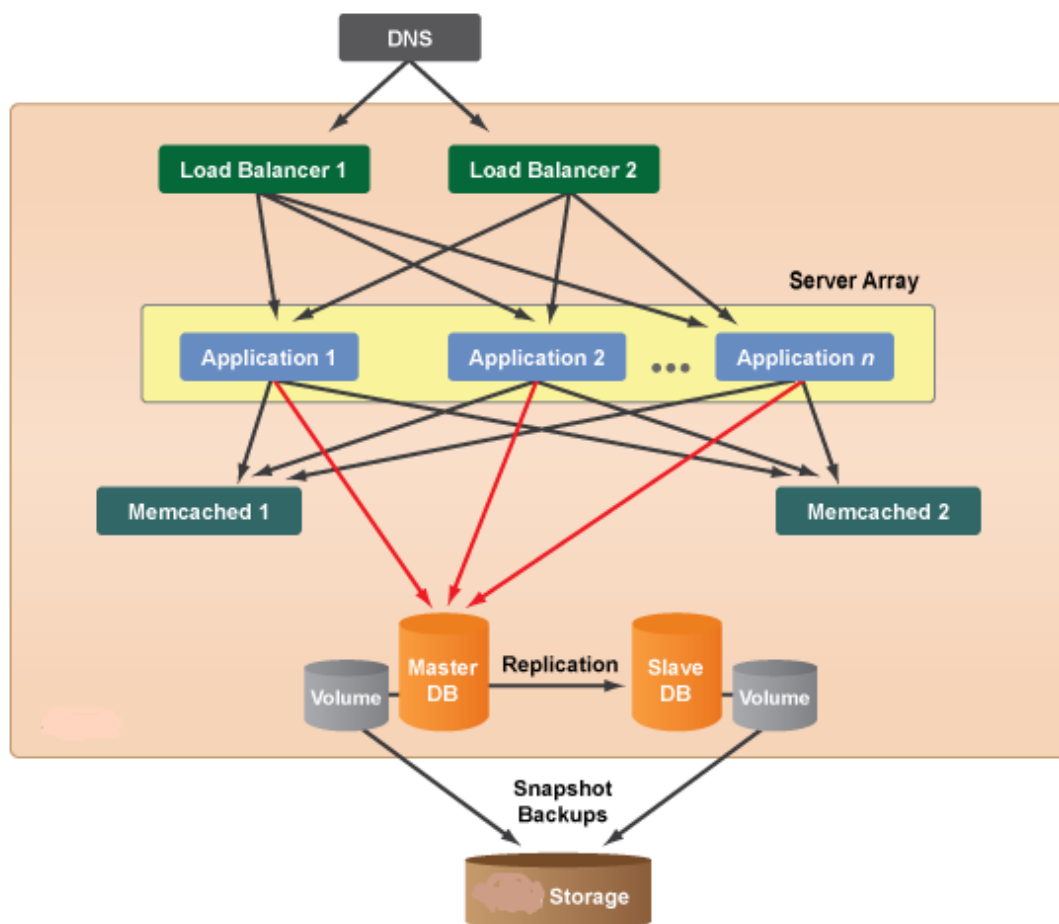 DNS
Load Balancer 1
Load Balancer 2
Server Array
Application 1
Application 2
•••
Application n
Memcached 1
Memcached 2
Master
DB
Replication
Slave
DB
Volume
Volume
Snapshot
Backups
Storage